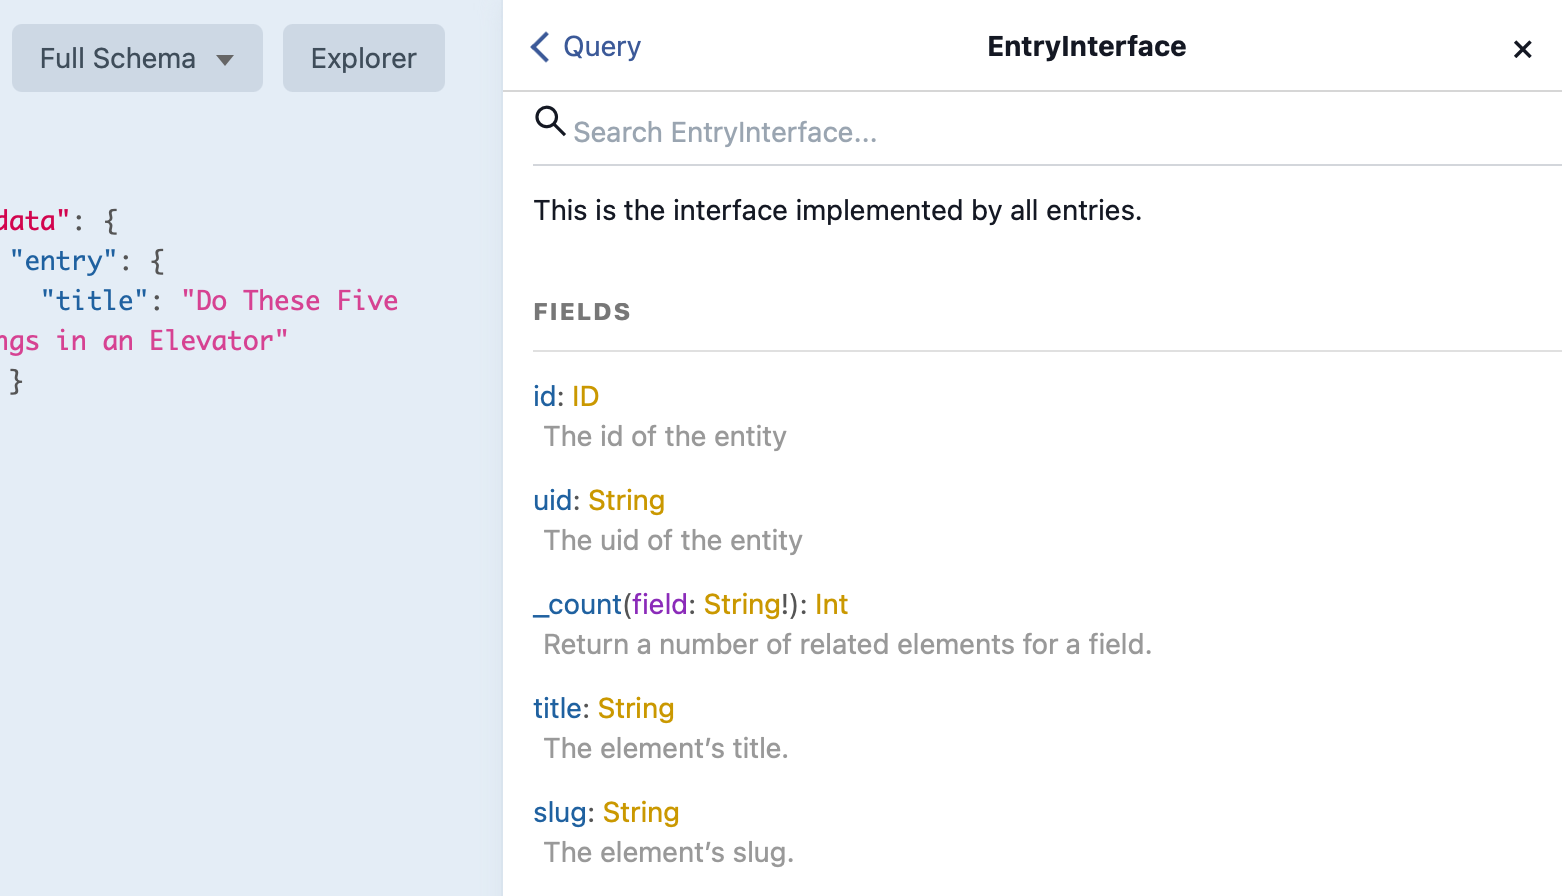 Full Schema
Explorer
data": {
"entry": {
"title": "Do These Five
ngs in an Elevator"
}
Query
EntryInterface
Search EntryInterface...
This is the interface implemented by all entries.
FIELDS
id: ID
The id of the entity
uid: String
The uid of the entity
_count(field: String!): Int
Return a number of related elements for a field.
title: String
The element’s title.
slug: String
The element’s slug.